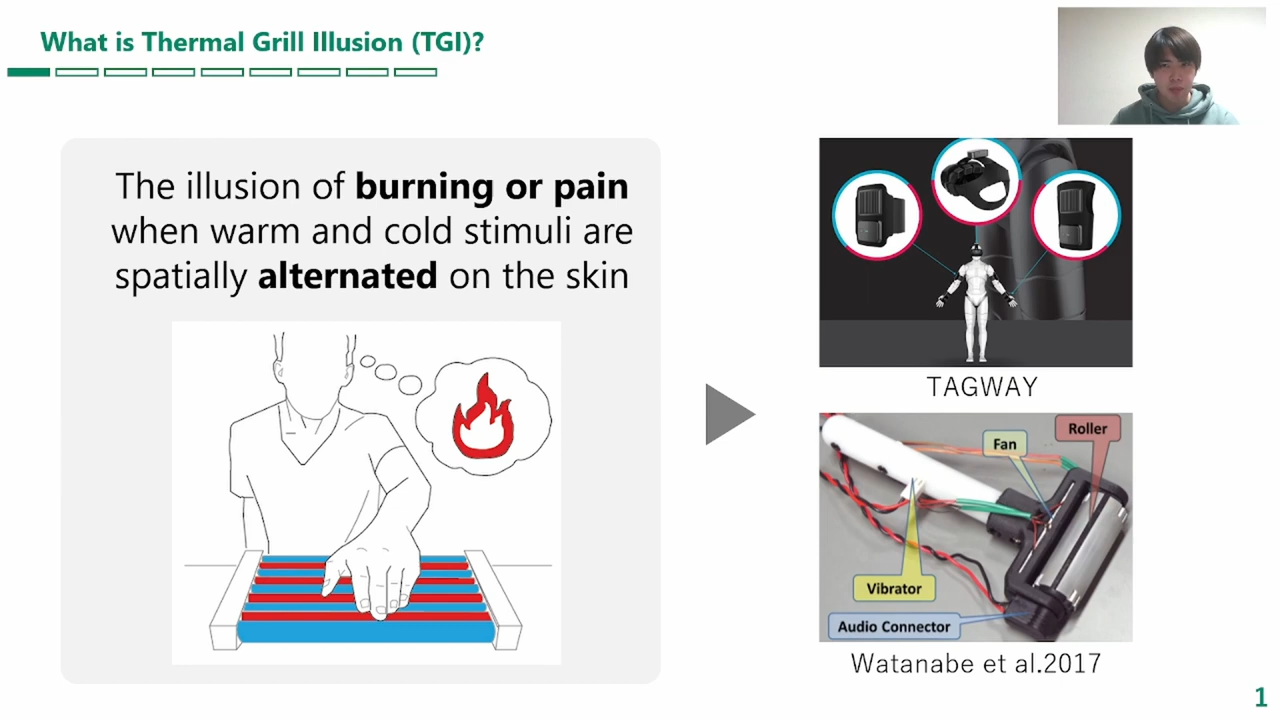 What is Thermal Grill Illusion (TGI)?
The illusion of burning or pain
when warm and cold stimuli are
spatially alternated on the skin
TAGWAY
Fan
Roller
Vibrator
Audio Connector
Watanabe et al.2017
1